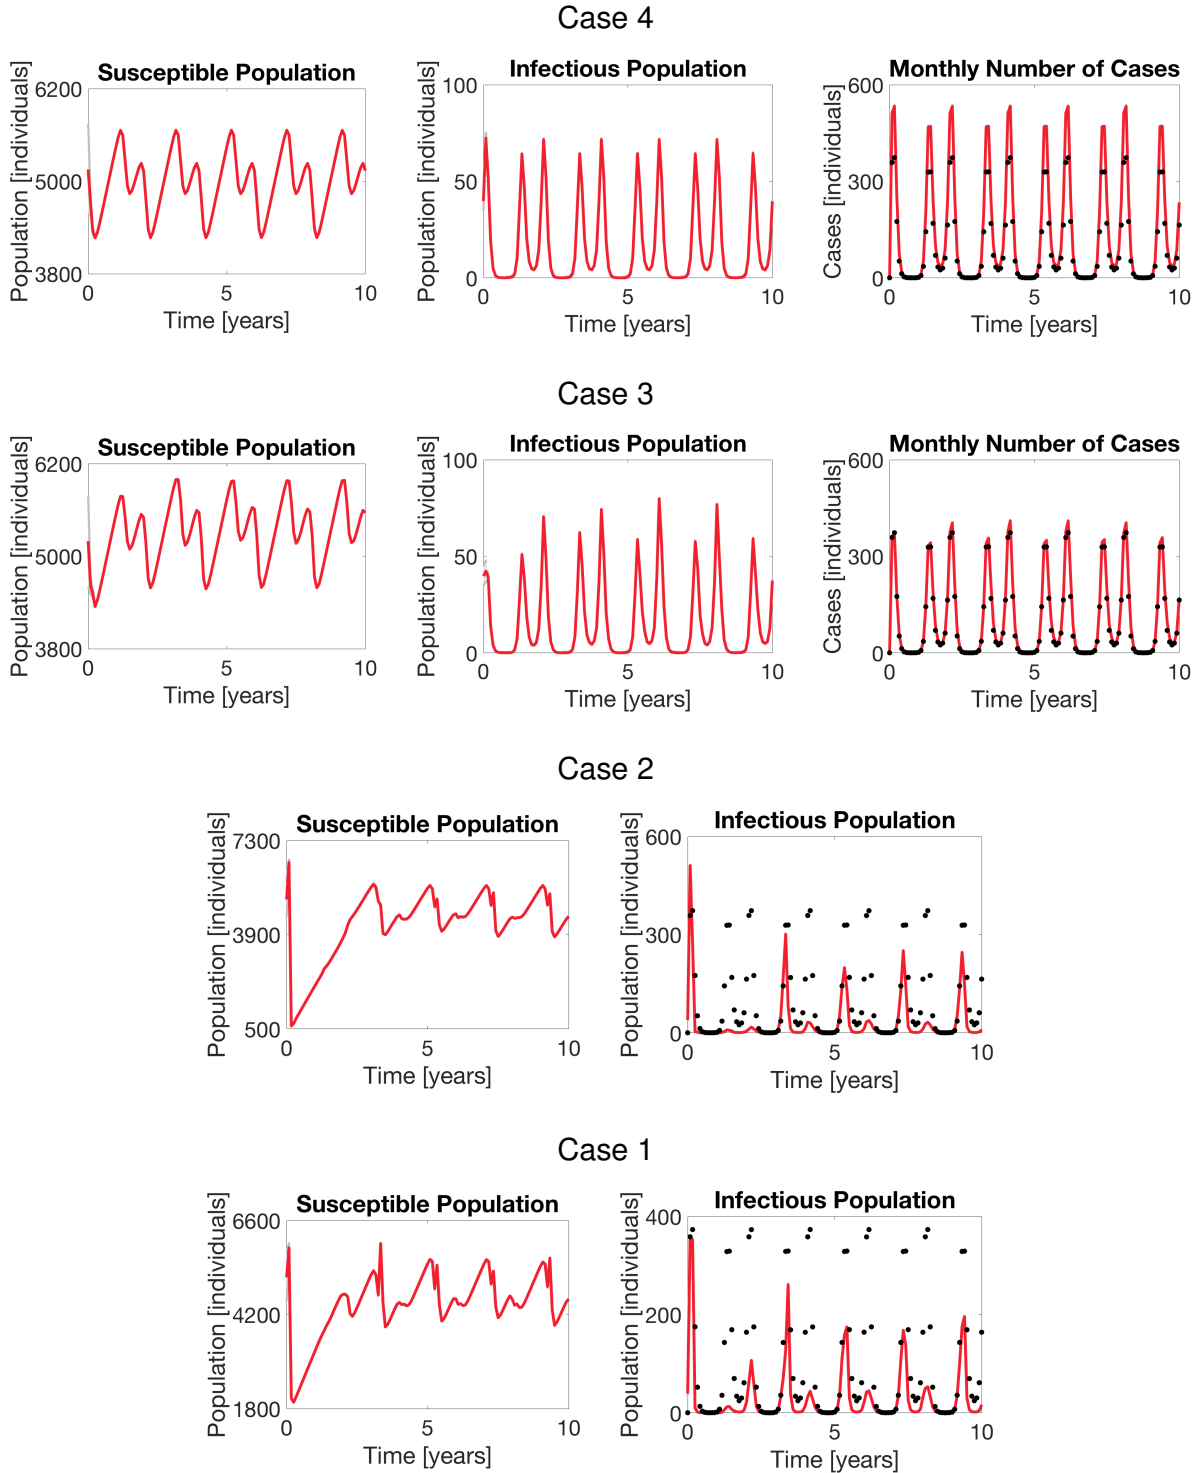 Case 4
Susceptible Population
Infectious Population
Monthly Number of Cases
Population [individuals]
6200
5000
3800
0
5
10
Time [years]
Population [individuals]
100
50
0
0
5
10
Time [years]
Cases [individuals]
600
300
0
0
5
10
Time [years]
Case 3
Susceptible Population
Infectious Population
Monthly Number of Cases
Population [individuals]
6200
5000
3800
0
5
10
Time [years]
Population [individuals]
100
50
0
0
5
10
Time [years]
Cases [individuals]
600
300
0
0
5
10
Time [years]
Case 2
Susceptible Population
Infectious Population
Population [individuals]
7300
3900
500
0
5
10
Time [years]
Population [individuals]
600
300
0
0
5
10
Time [years]
Case 1
Susceptible Population
Infectious Population
Population [individuals]
6600
4200
1800
0
5
10
Time [years]
Population [individuals]
400
200
0
0
5
10
Time [years]